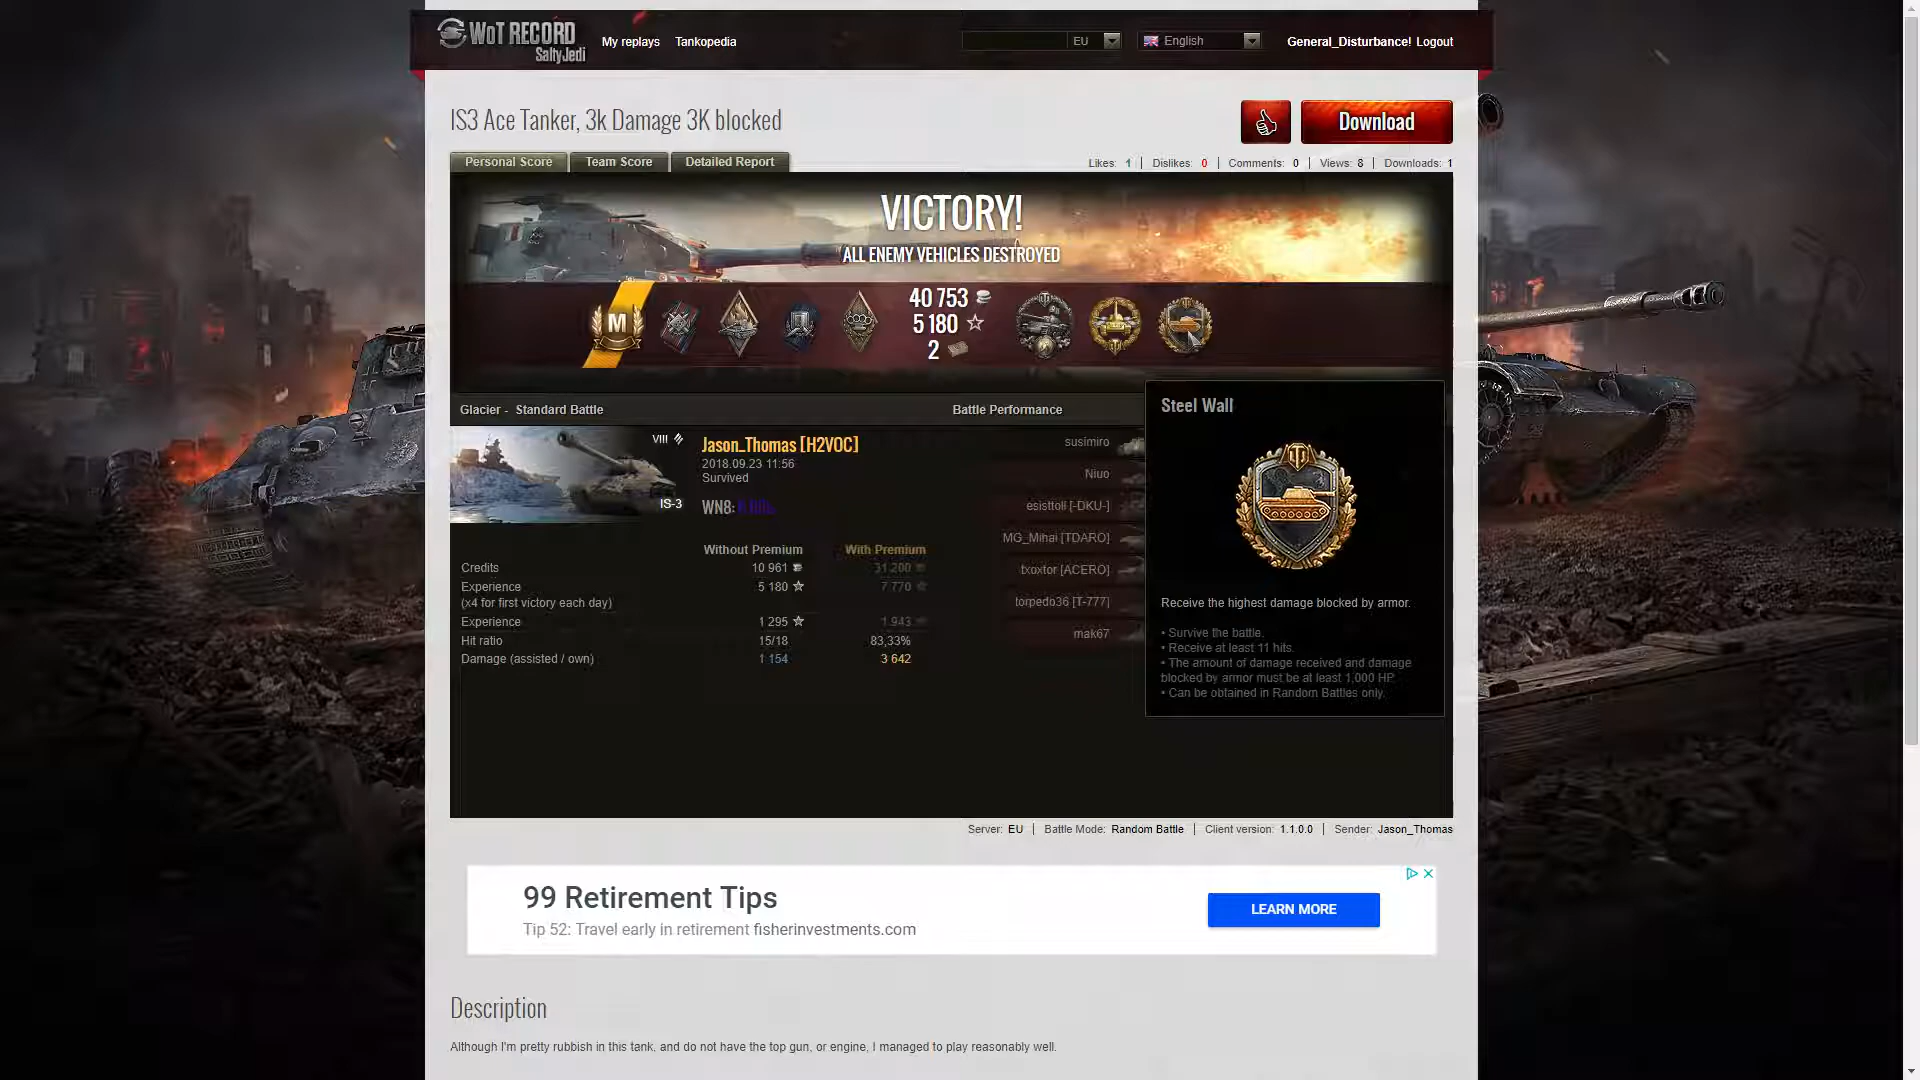 WoT RECORD
SaltyJedi
My replays
Tankopedia
EU
English
General_Disturbance! Logout
IS3 Ace Tanker, 3k Damage 3K blocked
Download
Personal Score
Team Score
Detailed Report
Likes: 1 | Dislikes: 0 | Comments: 0 | Views: 8 | Downloads: 1
VICTORY!
ALL ENEMY VEHICLES DESTROYED
M
40 753
5 180
2
Glacier - Standard Battle
Battle Performance
VIII
IS-3
Jason_Thomas [H2VOC]
2018.09.23 11:56
Survived
WN8:
Without Premium
With Premium
Credits 10 961 31 200
Experience 5 180 7 770
(x4 for first victory each day)
Experience 1 295 1 943
Hit ratio 15/18 83,33%
Damage (assisted / own) 1 154 3 642
susimiro
Niuo
esisttoll [-DKU-]
MG_Mihai [TDARO]
txoxtor [ACERO]
torpedo36 [T-777]
mak67
Steel Wall
Receive the highest damage blocked by armor.
• Survive the battle.
• Receive at least 11 hits.
• The amount of damage received and damage
blocked by armor must be at least 1,000 HP.
• Can be obtained in Random Battles only.
Server: EU | Battle Mode: Random Battle | Client version: 1.1.0.0 | Sender: Jason_Thomas
99 Retirement Tips
Tip 52: Travel early in retirement fisherinvestments.com
LEARN MORE
Description
Although I'm pretty rubbish in this tank, and do not have the top gun, or engine, I managed to play reasonably well.